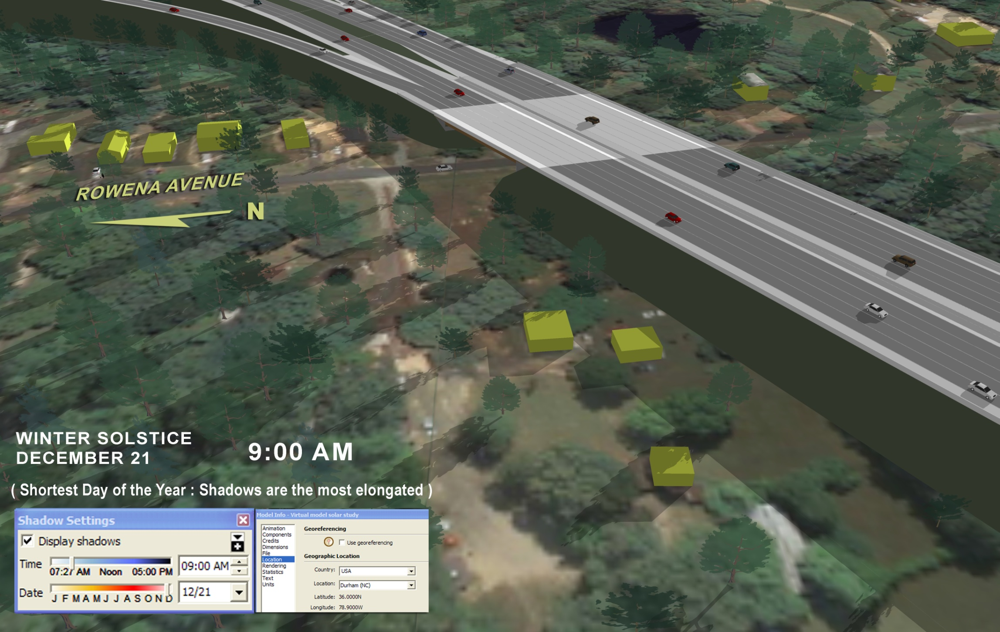 ROWENA AVENUE
N
WINTER SOLSTICE
DECEMBER 21
9:00 AM
( Shortest Day of the Year : Shadows are the most elongated )
Shadow Settings
Display shadows
Time
07:27 AM Noon 05:00 PM
09:00 AM
Date
J F M A M J J A S O N D
12/21
Model Info - Virtual model solar study
Animation
Components
Credits
Dimensions
File
Location
Rendering
Statistics
Text
Units
Georeferencing
Use georeferencing
Geographic Location
Country: USA
Location: Durham (NC)
Latitude: 36.0000N
Longitude: 78.9000W